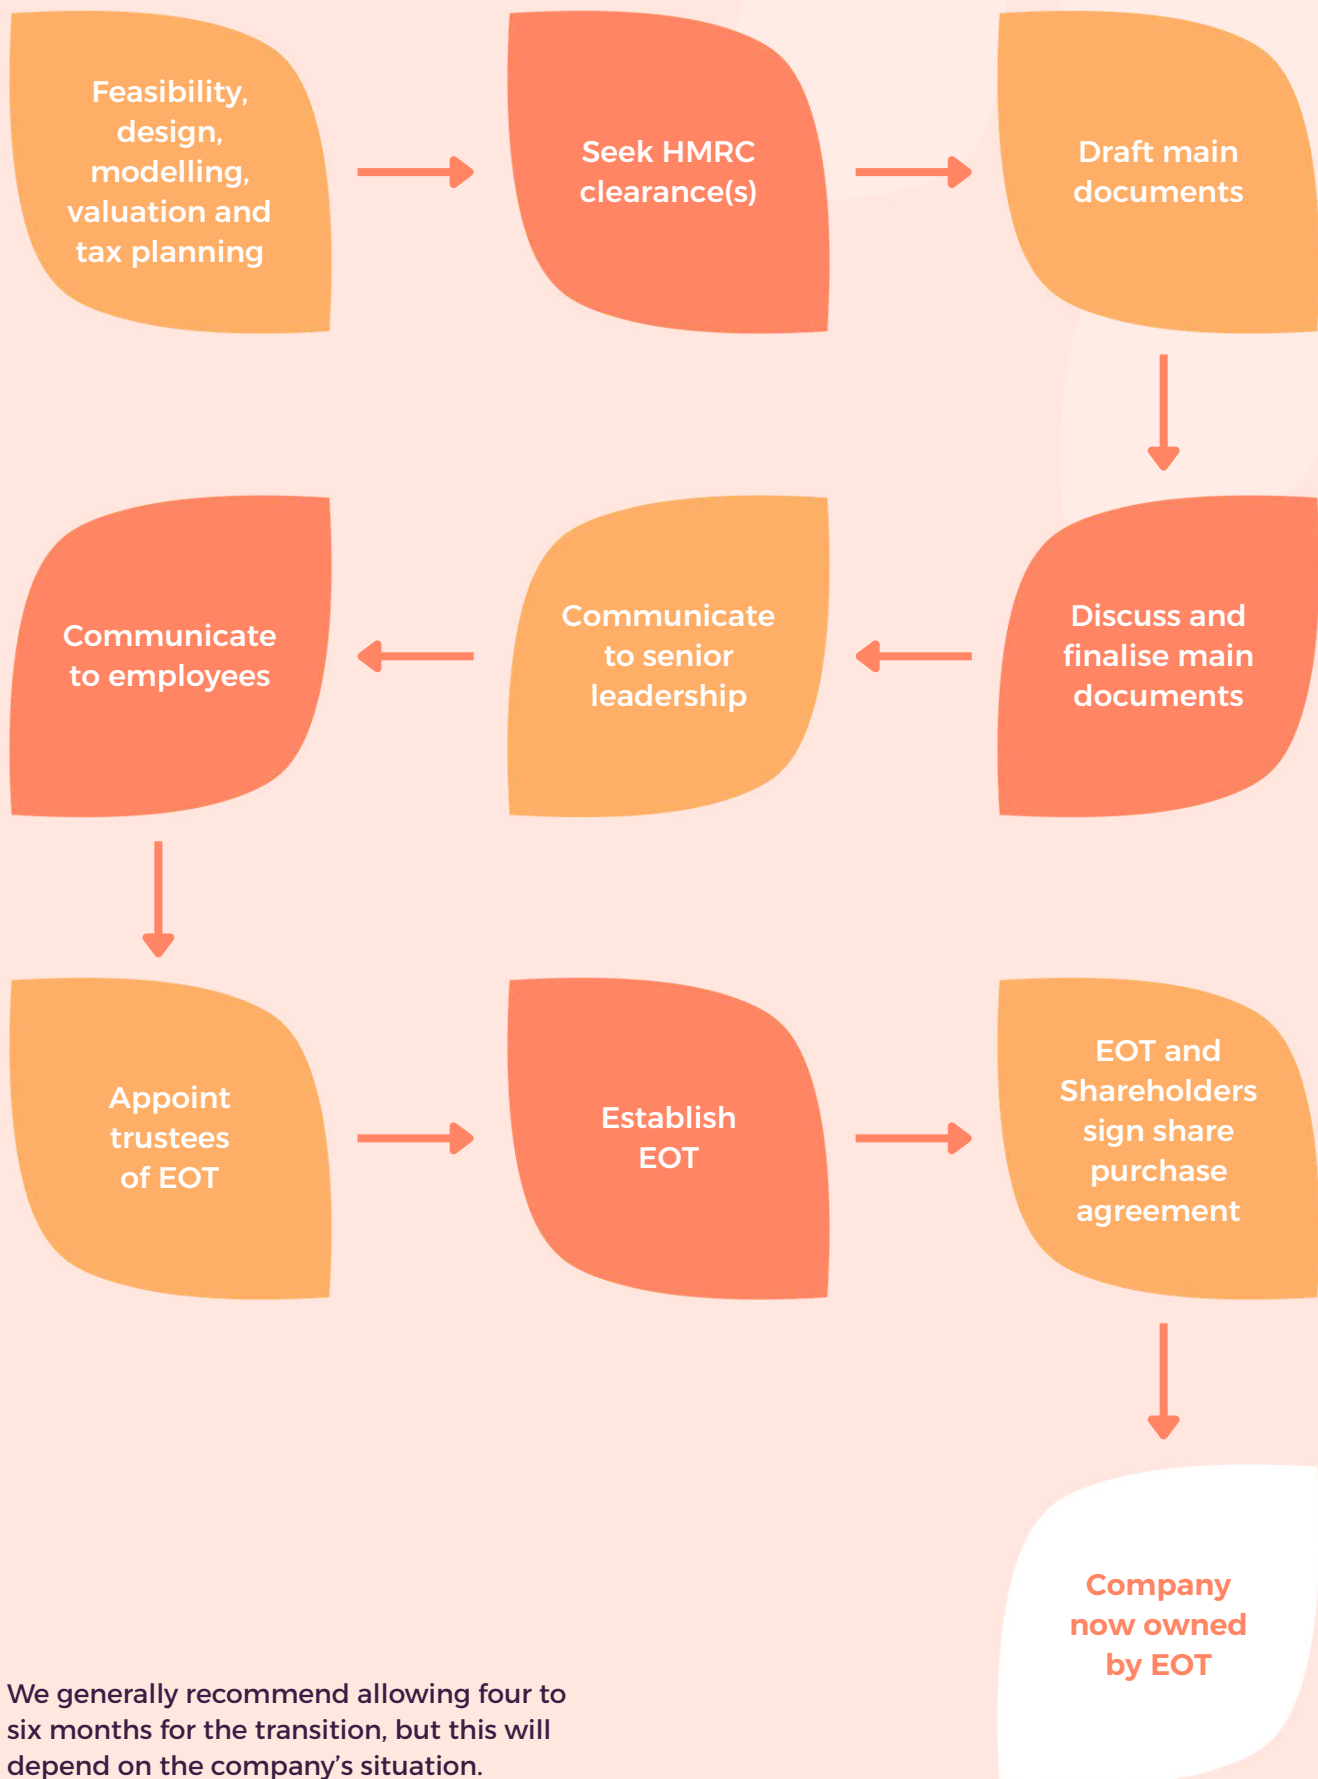 Feasibility,
design,
modelling,
valuation and
tax planning
Seek HMRC
clearance(s)
Draft main
documents
Discuss and
finalise main
documents
Communicate
to senior
leadership
Communicate
to employees
Appoint
trustees
of EOT
Establish
EOT
EOT and
Shareholders
sign share
purchase
agreement
Company
now owned
by EOT
We generally recommend allowing four to
six months for the transition, but this will
depend on the company’s situation.